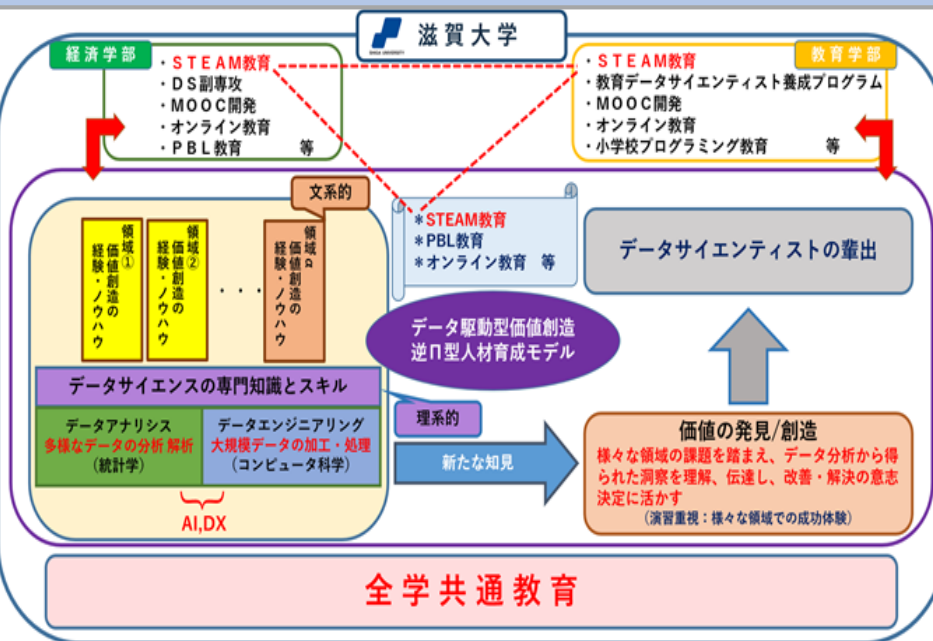 滋賀大学
SHIGA UNIVERSITY
経済学部
・STEAM教育
・DS副専攻
・MOOC開発
・オンライン教育
・PBL教育　等
教育学部
・STEAM教育
・教育データサイエンティスト養成プログラム
・MOOC開発
・オンライン教育
・小学校プログラミング教育　等
文系的
領域①
価値創造の
経験・ノウハウ
領域②
価値創造の
経験・ノウハウ
・・・
領域α
価値創造の
経験・ノウハウ
＊STEAM教育
＊PBL教育
＊オンライン教育 等
データサイエンティストの輩出
データ駆動型価値創造
逆Π型人材育成モデル
データサイエンスの専門知識とスキル
データアナリシス
多様なデータの分析 解析
（統計学）
データエンジニアリング
大規模データの加工・処理
（コンピュータ科学）
AI,DX
理系的
新たな知見
価値の発見/創造
様々な領域の課題を踏まえ、データ分析から得
られた洞察を理解、伝達し、改善・解決の意志
決定に活かす
（演習重視：様々な領域での成功体験）
全学共通教育